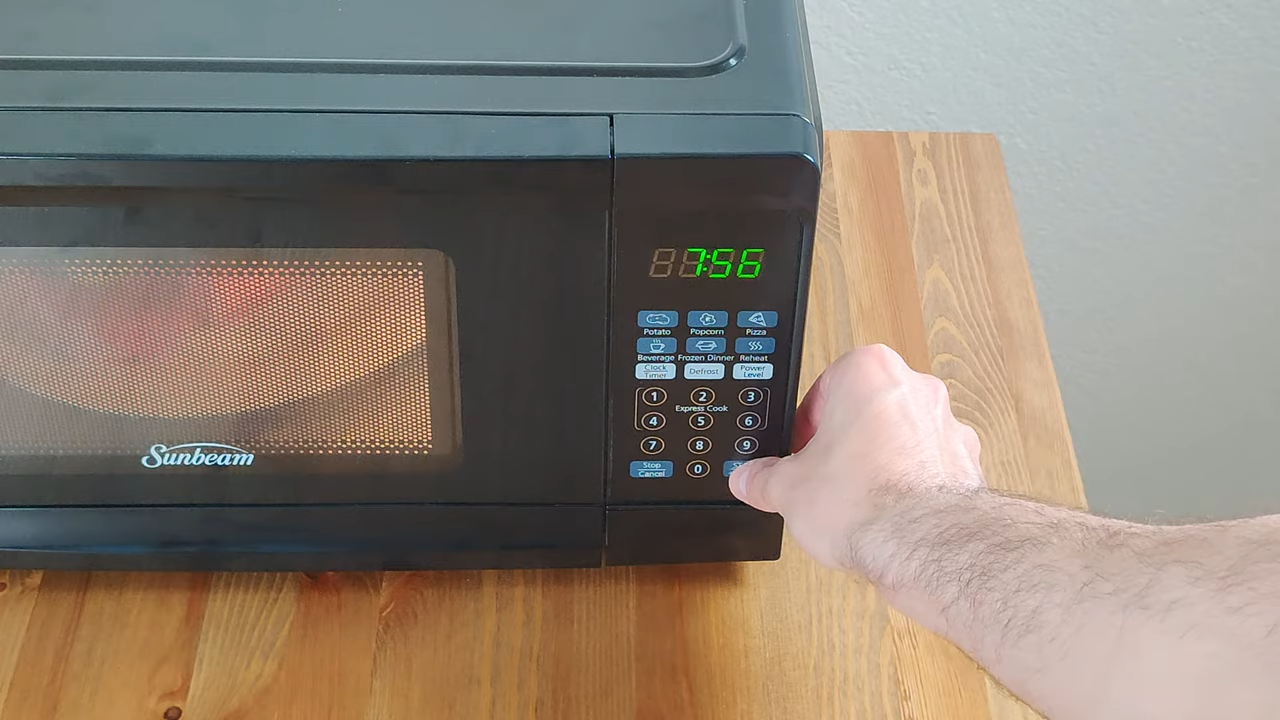 7:56
Potato Popcorn Pizza
Beverage Frozen Dinner Reheat
Clock Timer Defrost Power Level
1 2 3
Express Cook
4 5 6
7 8 9
Stop Cancel 0
Sunbeam